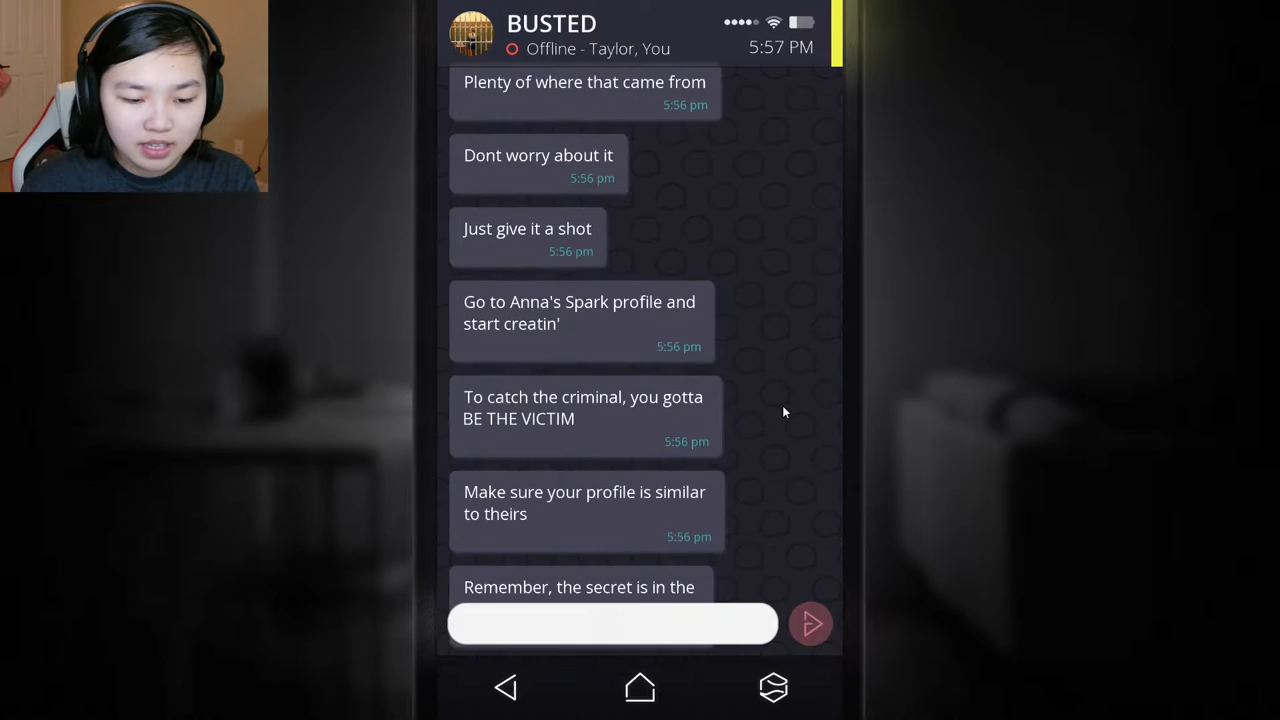 BUSTED
Offline - Taylor, You
5:57 PM
Plenty of where that came from
5:56 pm
Dont worry about it
5:56 pm
Just give it a shot
5:56 pm
Go to Anna's Spark profile and
start creatin'
5:56 pm
To catch the criminal, you gotta
BE THE VICTIM
5:56 pm
Make sure your profile is similar
to theirs
5:56 pm
Remember, the secret is in the